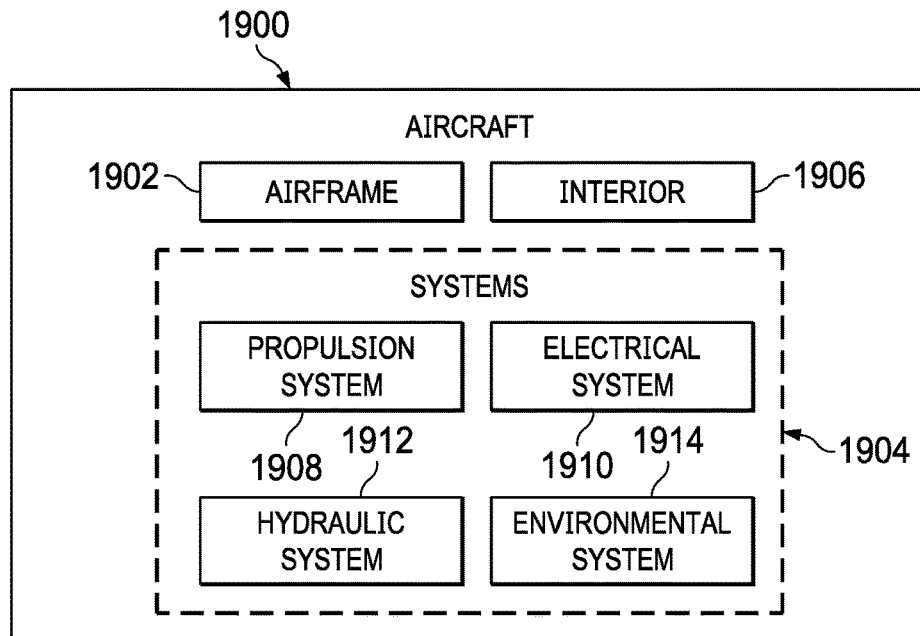 1900
AIRCRAFT
1902
AIRFRAME
INTERIOR
1906
SYSTEMS
PROPULSION
SYSTEM
ELECTRICAL
SYSTEM
1908
1912
1910
1914
1904
HYDRAULIC
SYSTEM
ENVIRONMENTAL
SYSTEM